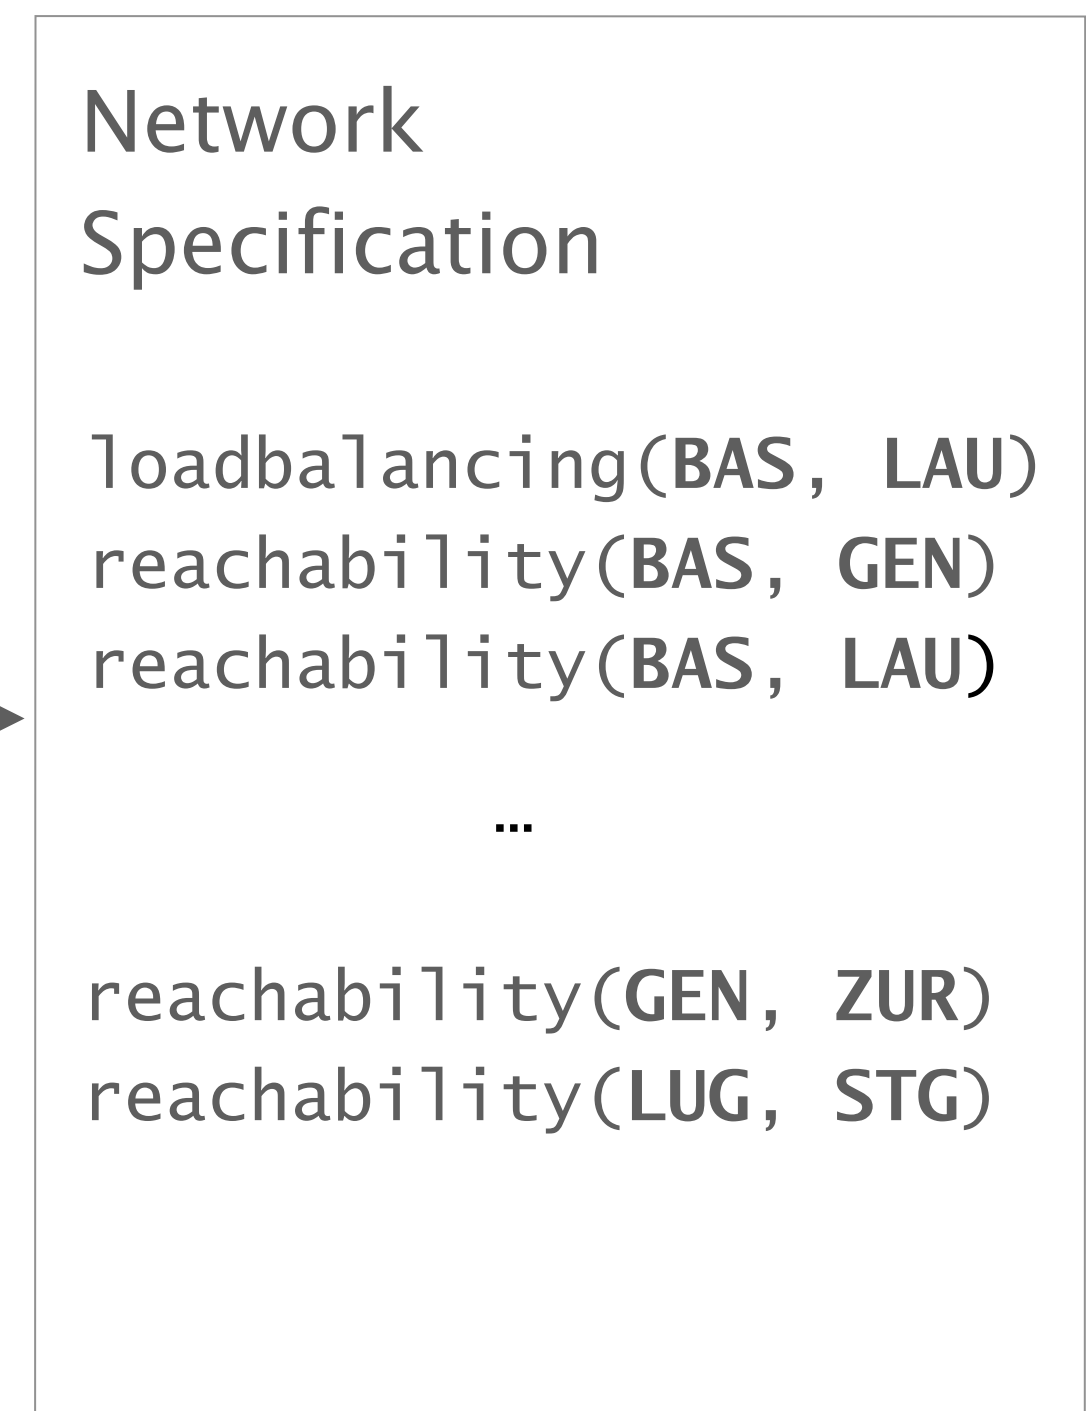 Network
Specification
loadbalancing(BAS, LAU)
reachability(BAS, GEN)
reachability(BAS, LAU)
...
reachability(GEN, ZUR)
reachability(LUG, STG)